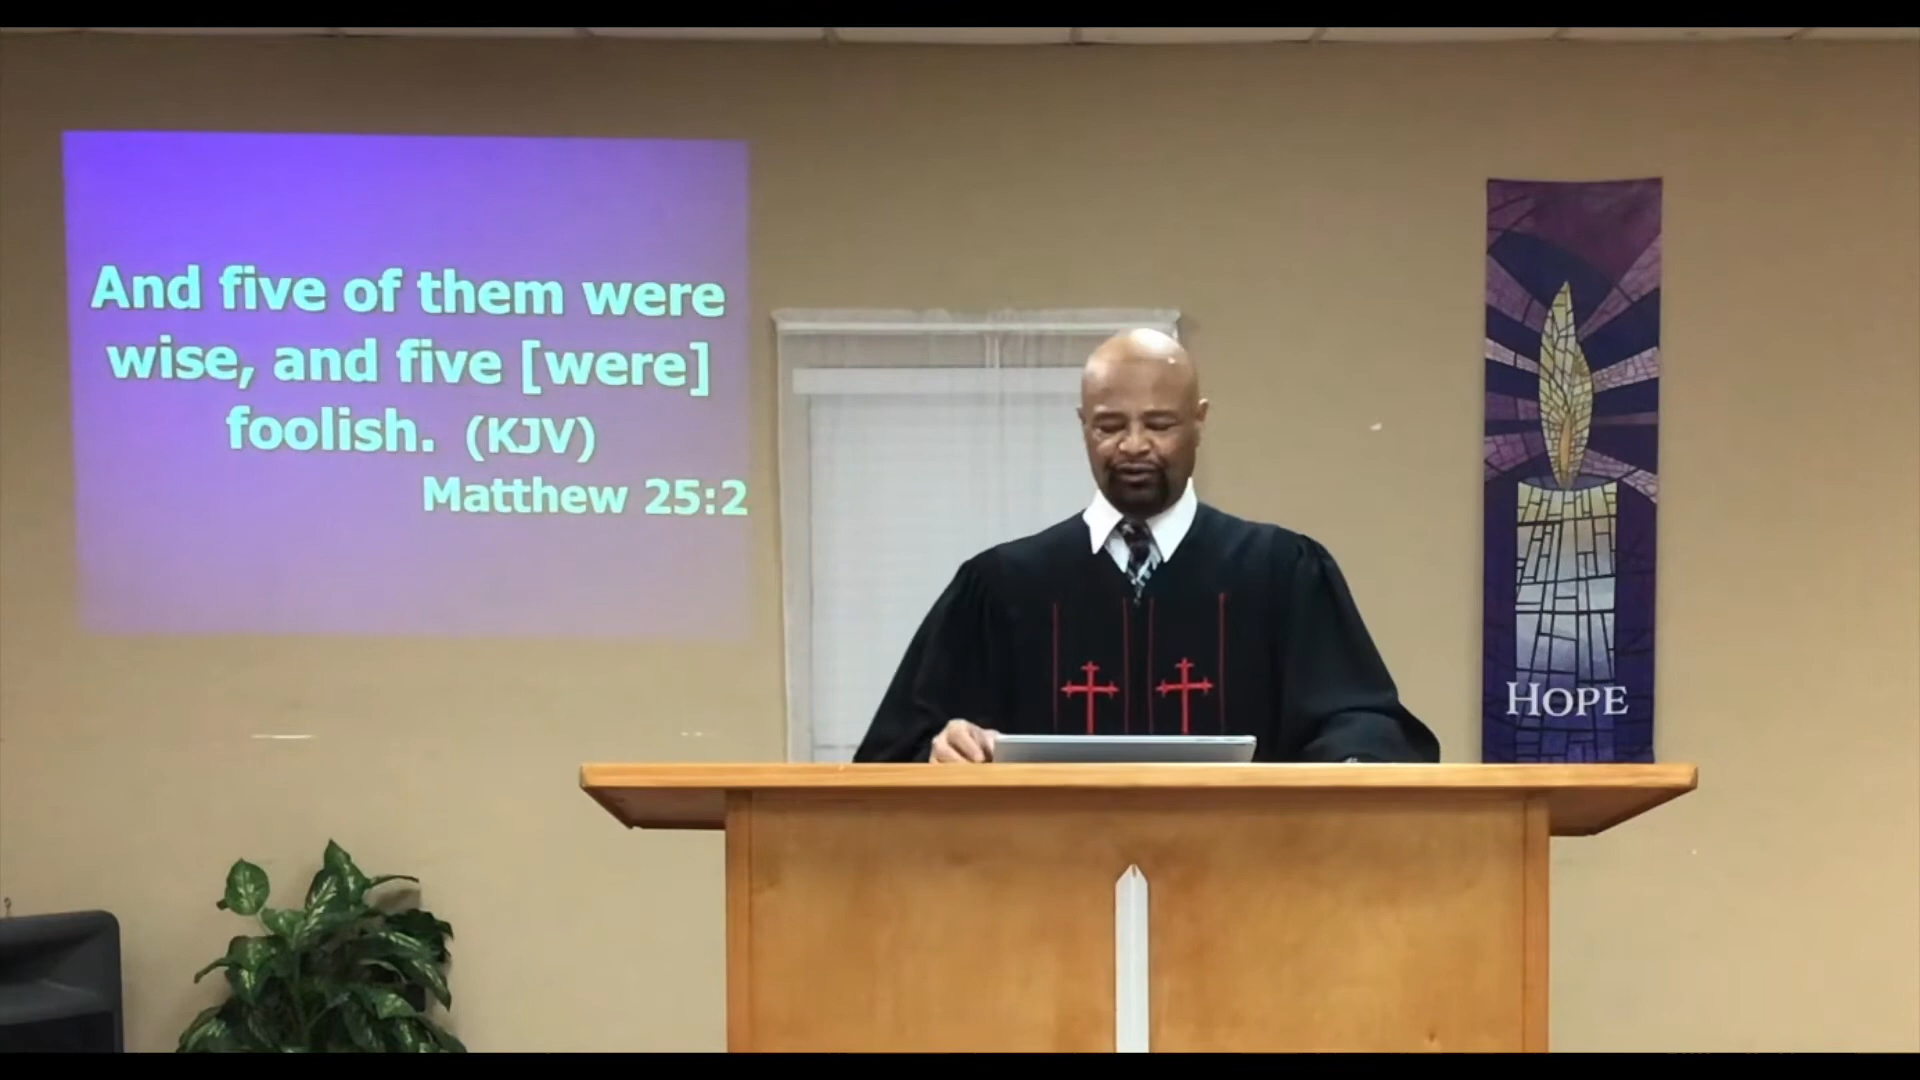 And five of them were
wise, and five [were]
foolish. (KJV)
Matthew 25:2
HOPE